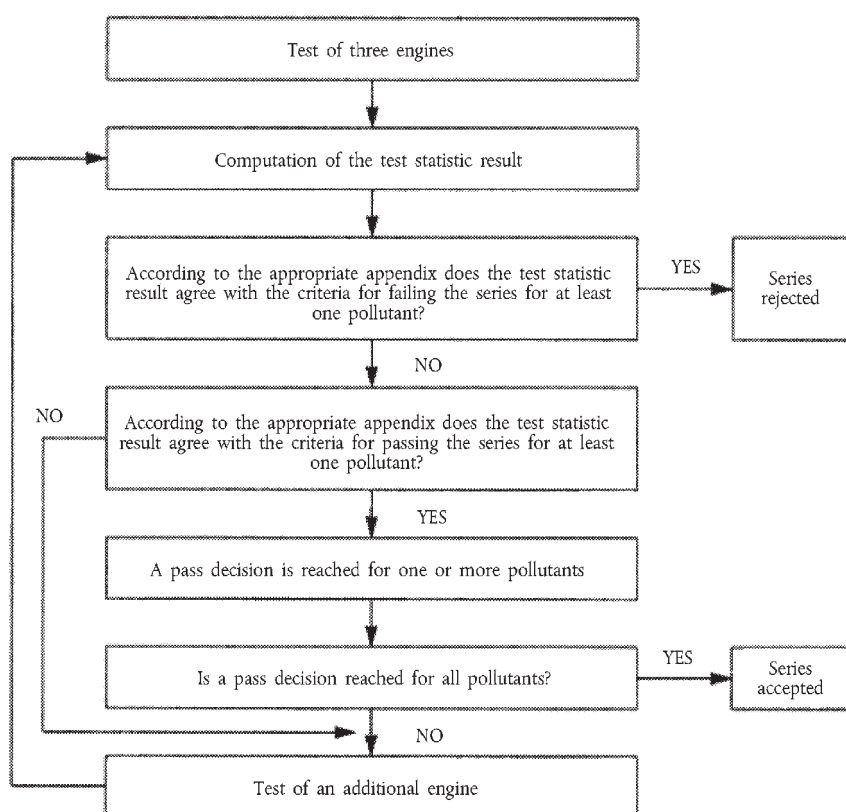 Test of three engines
Computation of the test statistic result
According to the appropriate appendix does the test statistic
result agree with the criteria for failing the series for at least
one pollutant?
YES
Series
rejected
NO
According to the appropriate appendix does the test statistic
result agree with the criteria for passing the series for at least
one pollutant?
NO
YES
A pass decision is reached for one or more pollutants
Is a pass decision reached for all pollutants?
YES
Series
accepted
NO
Test of an additional engine